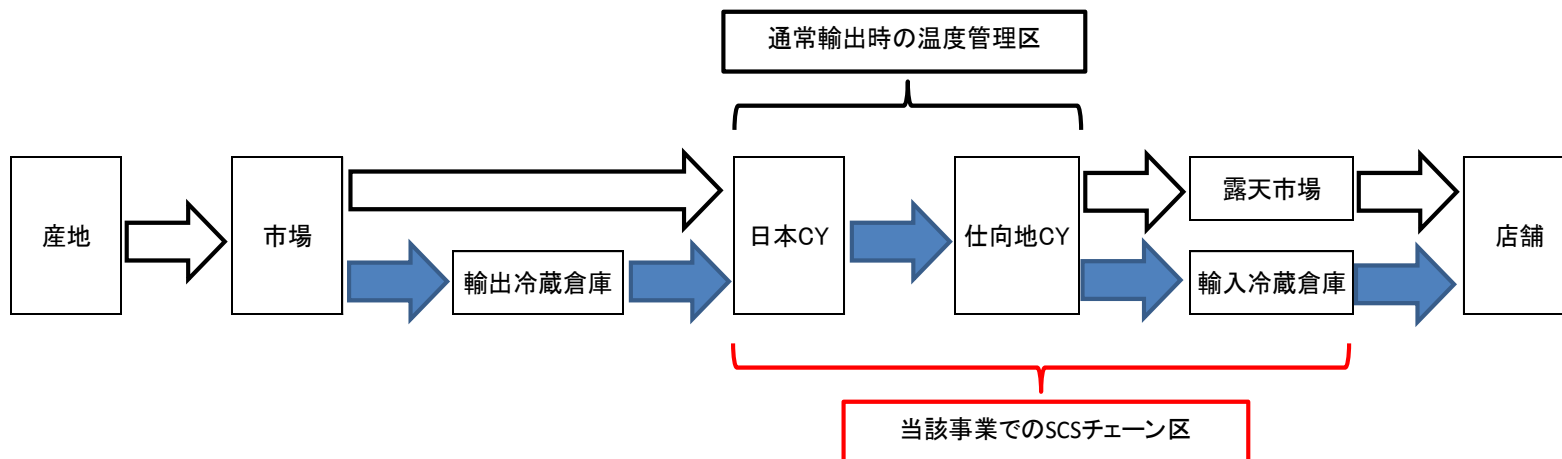 通常輸出時の温度管理区
産地
市場
輸出冷蔵倉庫
日本CY
仕向地CY
露天市場
輸入冷蔵倉庫
店舗
当該事業でのSCSチェーン区